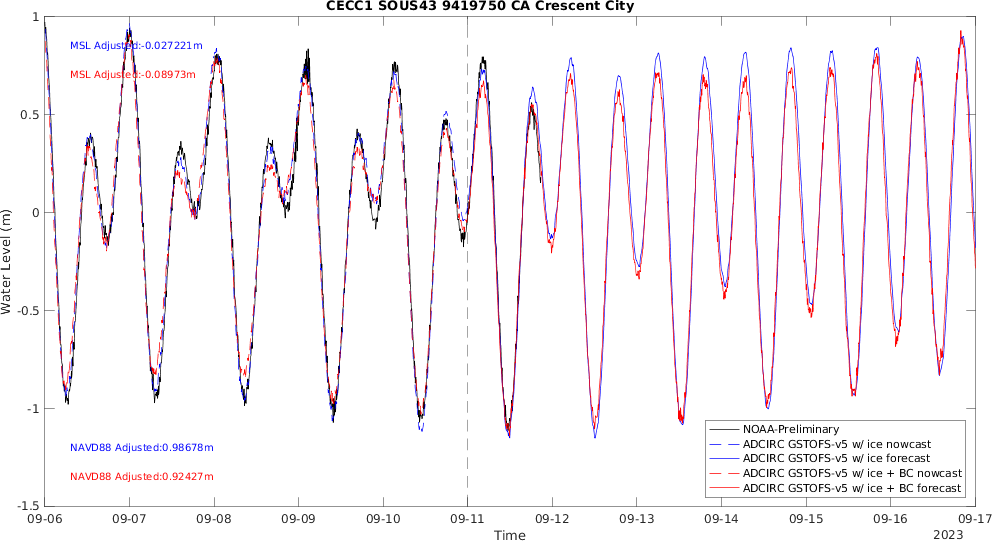 CECC1 SOUS43 9419750 CA Crescent City
1
0.5
0
-0.5
-1
-1.5
Water Level (m)
MSL Adjusted:-0.027221m
MSL Adjusted:-0.08973m
NAVD88 Adjusted:0.98678m
NAVD88 Adjusted:0.92427m
NOAA-Preliminary
ADCIRC GSTOFS-v5 w/ ice nowcast
ADCIRC GSTOFS-v5 w/ ice forecast
ADCIRC GSTOFS-v5 w/ ice + BC nowcast
ADCIRC GSTOFS-v5 w/ ice + BC forecast
09-06 09-07 09-08 09-09 09-10 09-11 09-12 09-13 09-14 09-15 09-16 09-17
Time
2023